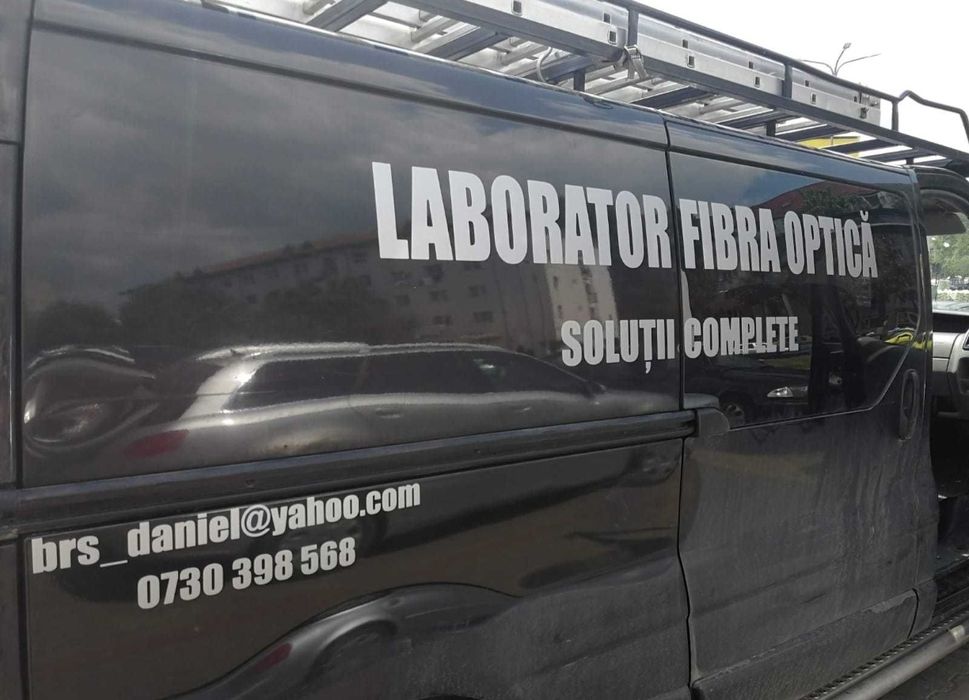 LABORATOR FIBRA OPTICĂ
SOLUȚII COMPLETE
brs_daniel@yahoo.com
0730 398 568